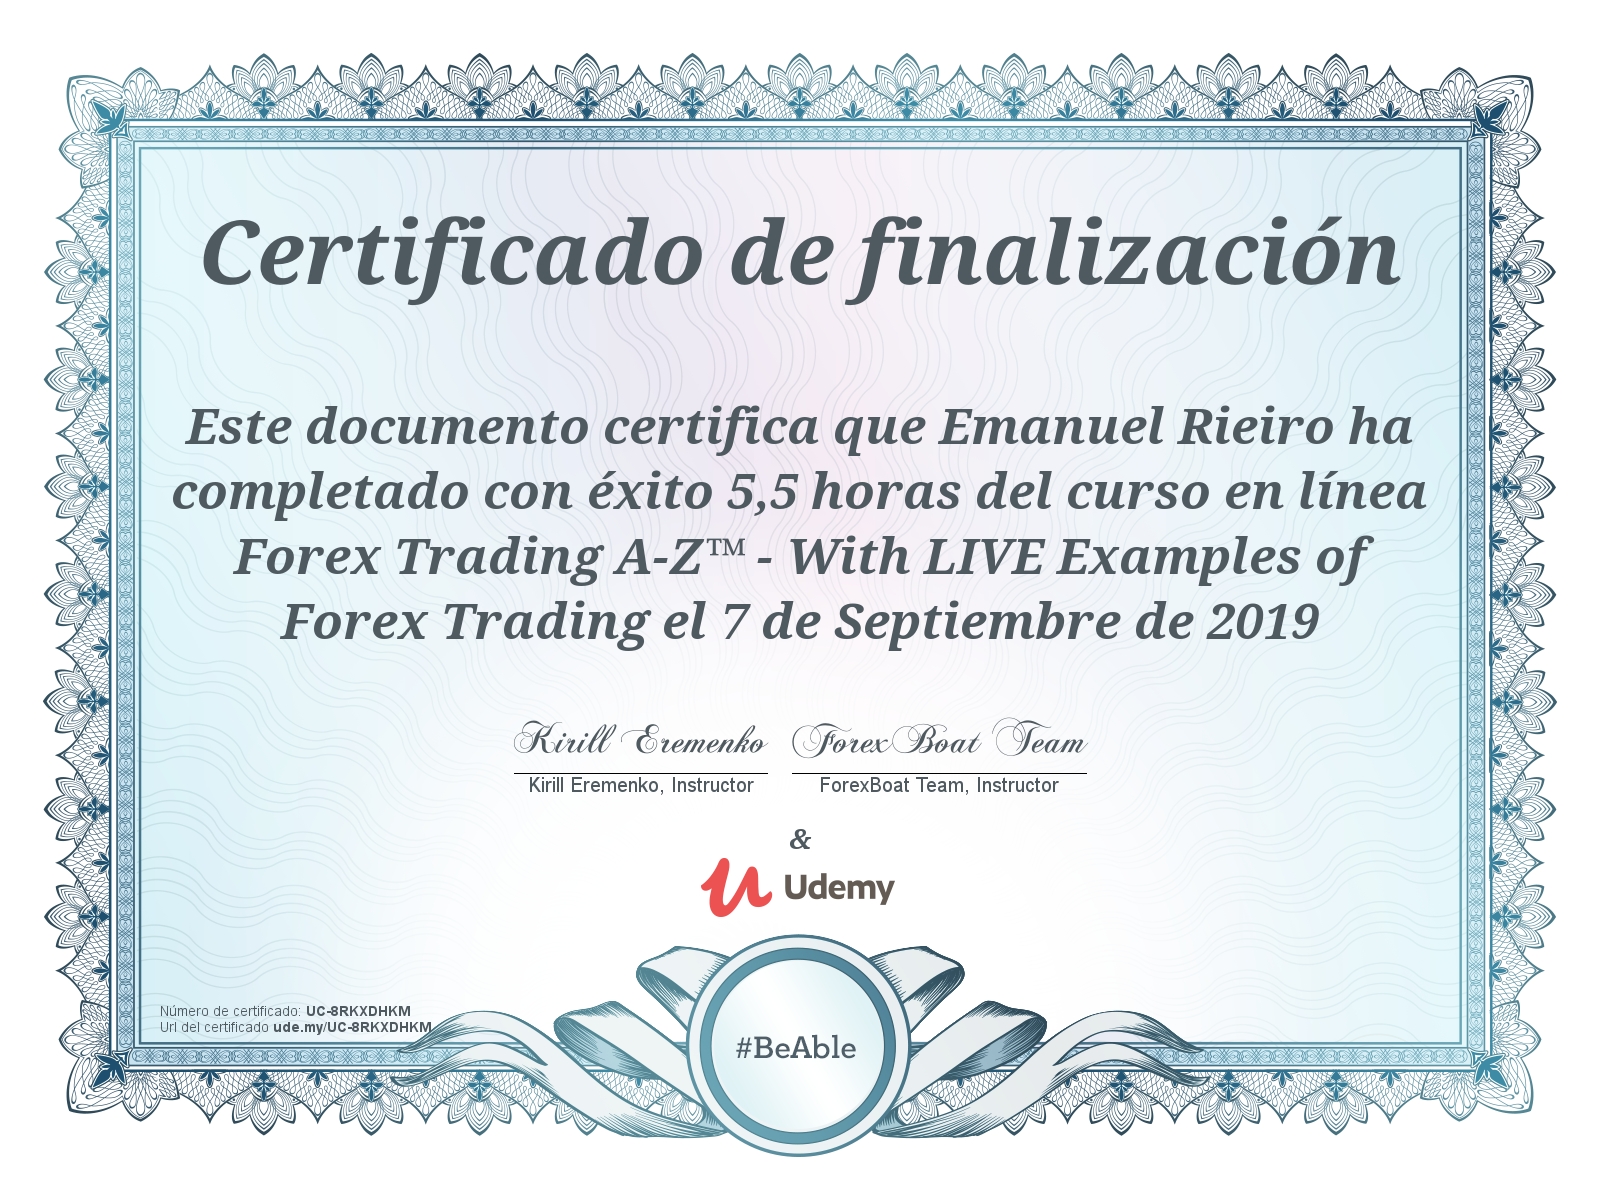 Certificado de finalización
Este documento certifica que Emanuel Rieiro ha
completado con éxito 5,5 horas del curso en línea
Forex Trading A-Z™ - With LIVE Examples of
Forex Trading el 7 de Septiembre de 2019
Kirill Eremenko ForexBoat Team
Kirill Eremenko, Instructor ForexBoat Team, Instructor
&
Udemy
Número de certificado: UC-8RKXDHKM
Url del certificado ude.my/UC-8RKXDHKM
#BeAble